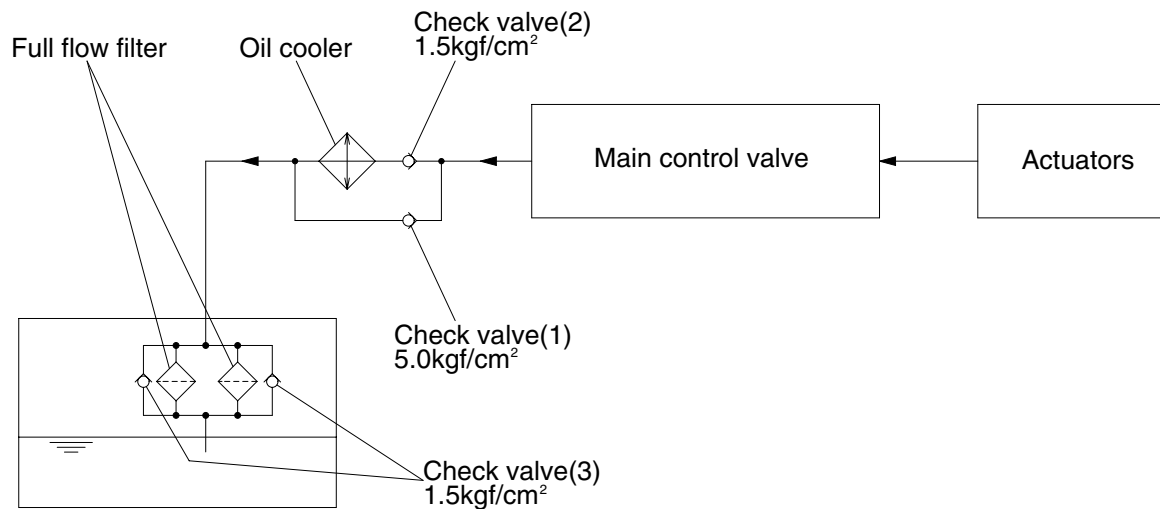 Check valve(2)
1.5kgf/cm²
Full flow filter
Oil cooler
Main control valve
Actuators
Check valve(1)
5.0kgf/cm²
Check valve(3)
1.5kgf/cm²